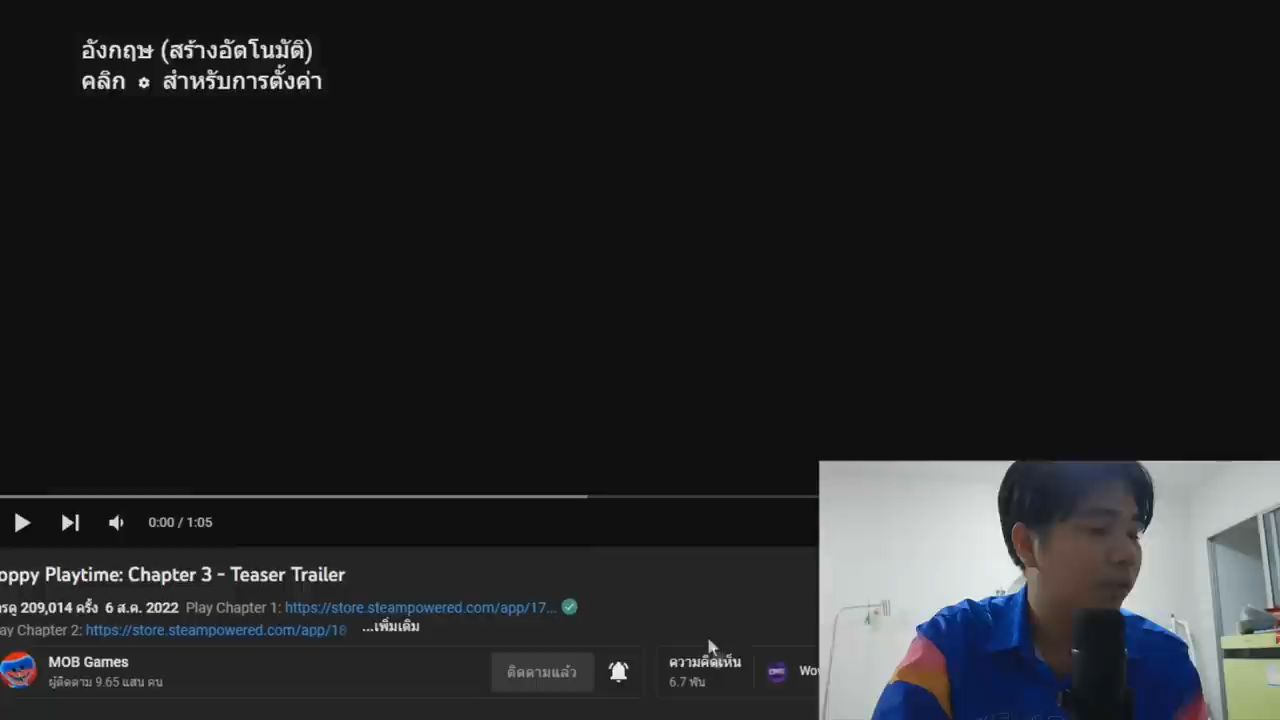 อังกฤษ (สร้างอัตโนมัติ)
คลิก สำหรับการตั้งค่า
0:00 / 1:05
oppy Playtime: Chapter 3 - Teaser Trailer
ารดู 209,014 ครั้ง 6 ส.ค. 2022 Play Chapter 1: https://store.steampowered.com/app/17...
ay Chapter 2: https://store.steampowered.com/app/18 ...เพิ่มเติม
MOB Games
ผู้ติดตาม 9.65 แสน คน
ติดตามแล้ว
ความคิดเห็น
6.7 พัน
Wo